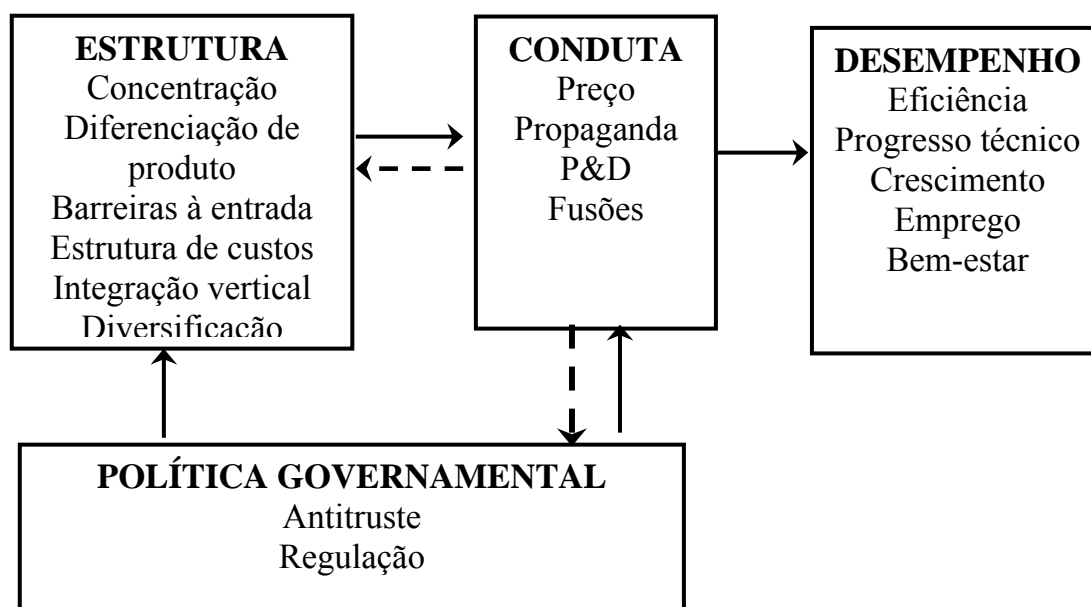 ESTRUTURA
Concentração
Diferenciação de
produto
Barreiras à entrada
Estrutura de custos
Integração vertical
Diversificação
CONDUTA
Preço
Propaganda
P&D
Fusões
DESEMPENHO
Eficiência
Progresso técnico
Crescimento
Emprego
Bem-estar
POLÍTICA GOVERNAMENTAL
Antitruste
Regulação